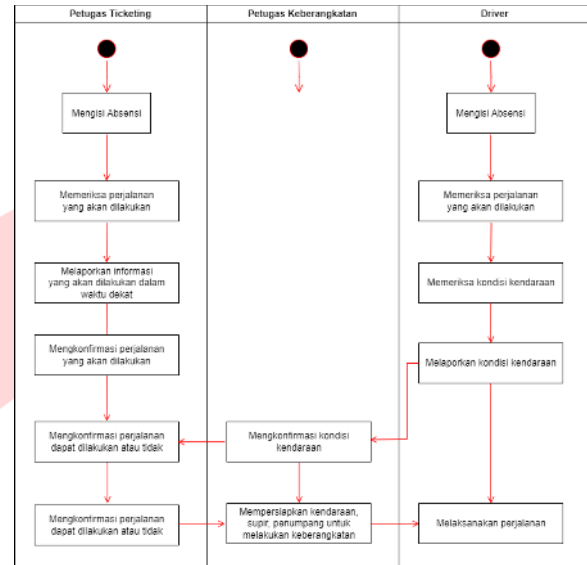 Petugas Ticketing
Petugas Keberangkatan
Driver
Mengisi Absensi
Mengisi Absensi
Memeriksa perjalanan
yang akan dilakukan
Memeriksa perjalanan
yang akan dilakukan
Melaporkan informasi
yang akan dilakukan dalam
waktu dekat
Memeriksa kondisi kendaraan
Mengkonfirmasi perjalanan
yang akan dilakukan
Melaporkan kondisi kendaraan
Mengkonfirmasi perjalanan
dapat dilakukan atau tidak
Mengkonfirmasi kondisi
kendaraan
Mengkonfirmasi perjalanan
dapat dilakukan atau tidak
Mempersiapkan kendaraan,
supir, penumpang untuk
melakukan keberangkatan
Melaksanakan perjalanan